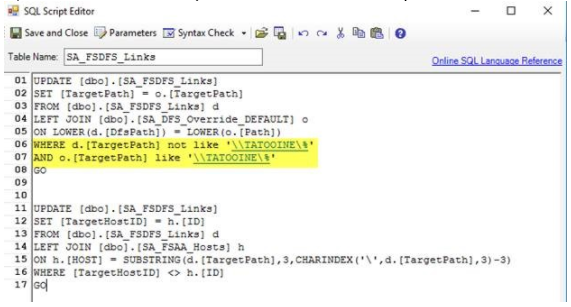 SQL Script Editor
Save and Close Parameters Syntax Check
Table Name: SA_FSDFS_Links Online SQL Language Reference
01 UPDATE [dbo].[SA_FSDFS_Links]
02 SET [TargetPath] = o.[TargetPath]
03 FROM [dbo].[SA_FSDFS_Links] d
04 LEFT JOIN [dbo].[SA_DFS_Override_DEFAULT] o
05 ON LOWER(d.[DfsPath]) = LOWER(o.[Path])
06 WHERE d.[TargetPath] not like '\\TATOOINE\%'
07 AND o.[TargetPath] like '\\TATOOINE\%'
08 GO
09
10
11 UPDATE [dbo].[SA_FSDFS_Links]
12 SET [TargetHostID] = h.[ID]
13 FROM [dbo].[SA_FSDFS_Links] d
14 LEFT JOIN [dbo].[SA_FSAA_Hosts] h
15 ON h.[HOST] = SUBSTRING(d.[TargetPath],3,CHARINDEX('\',d.[TargetPath],3)-3)
16 WHERE [TargetHostID] <> h.[ID]
17 GO